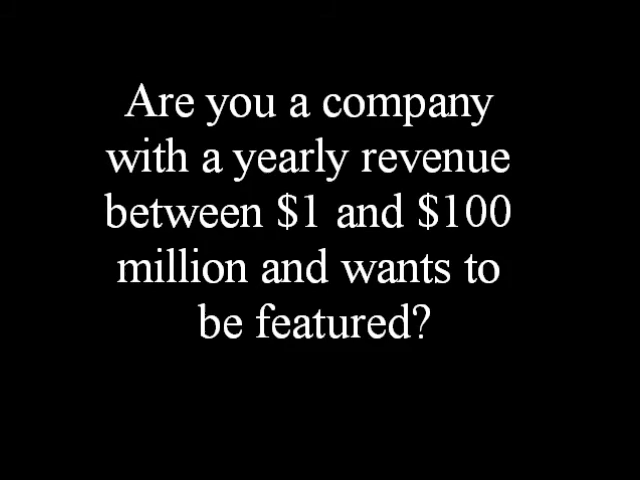 Are you a company
with a yearly revenue
between $1 and $100
million and wants to
be featured?